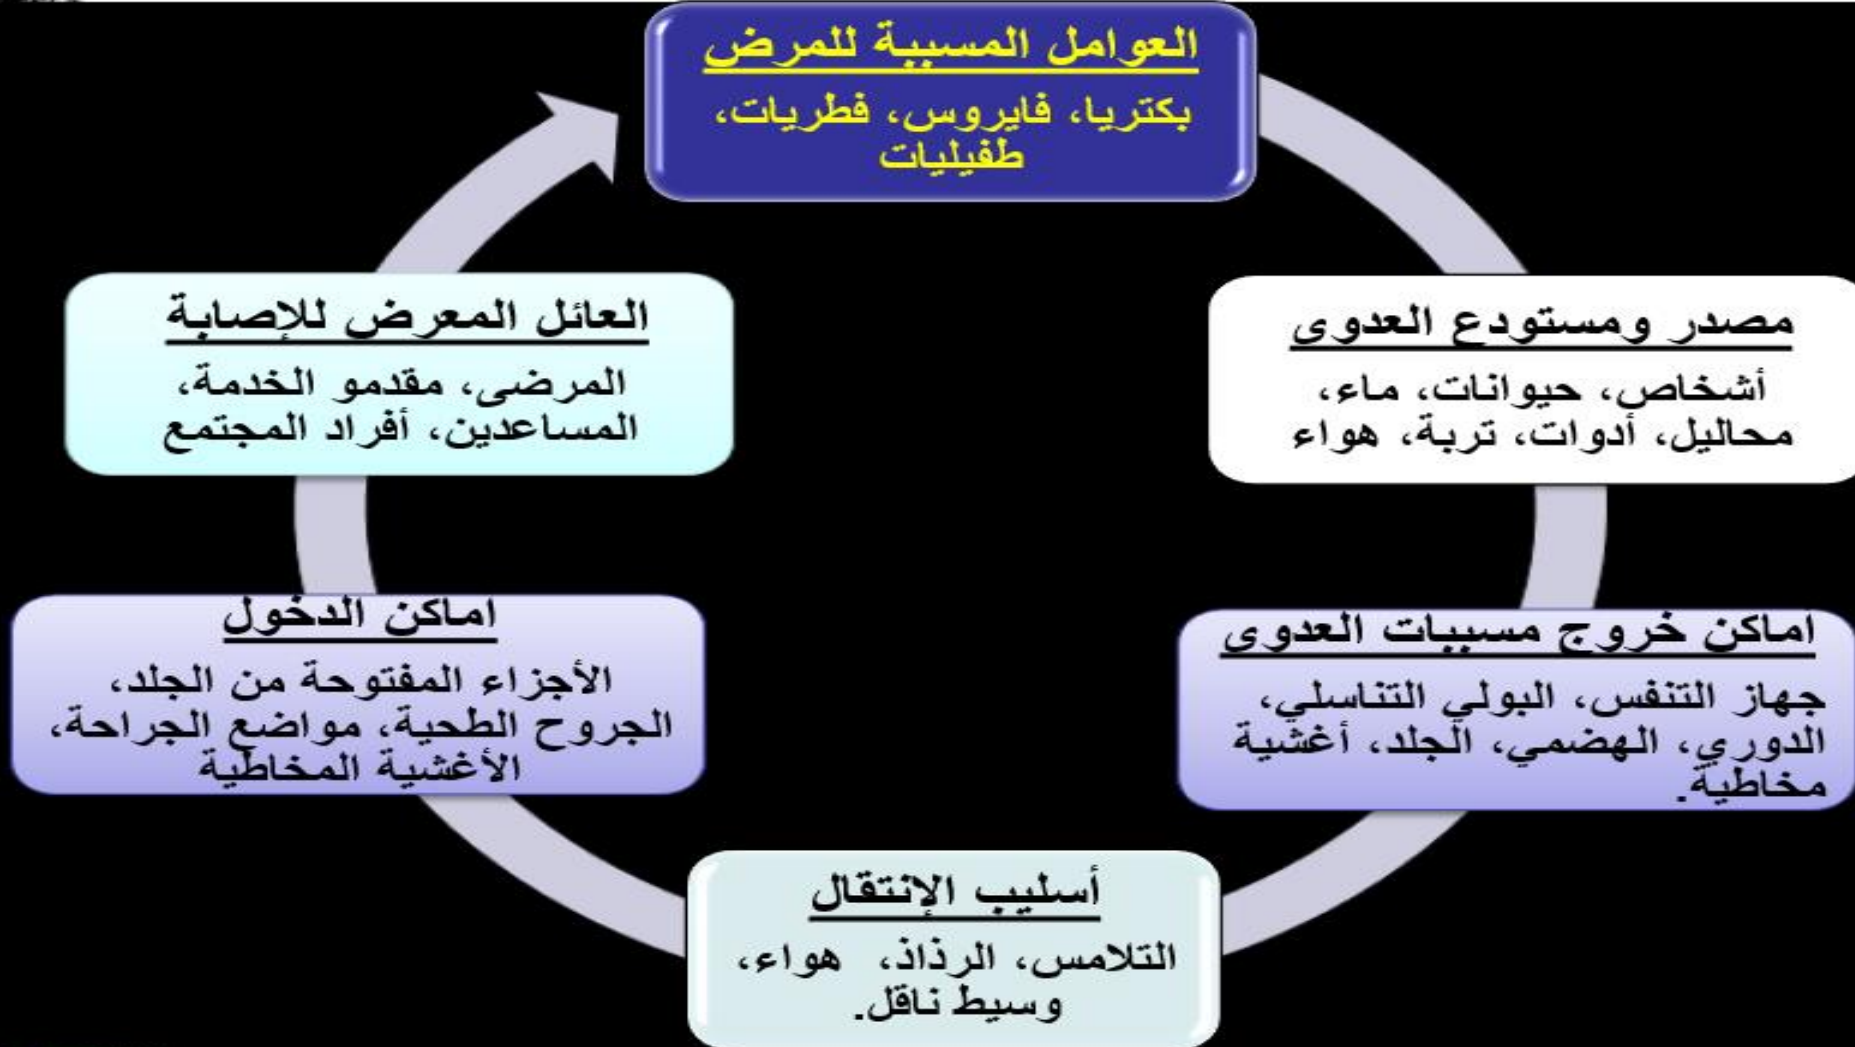 العوامل المسببة للمرض
بكتريا، فايروس، فطريات،
طفيليات
مصدر ومستودع العدوى
أشخاص، حيوانات، ماء،
محاليل، أدوات، تربة، هواء
اماكن خروج مسببات العدوى
جهاز التنفس، البولي التناسلي،
الدوري، الهضمي، الجلد، أغشية
مخاطية.
أسليب الإنتقال
التلامس، الرذاذ، هواء،
وسيط ناقل.
اماكن الدخول
الأجزاء المفتوحة من الجلد،
الجروح الطحية، مواضع الجراحة،
الأغشية المخاطية
العائل المعرض للإصابة
المرضى، مقدمو الخدمة،
المساعدين، أفراد المجتمع